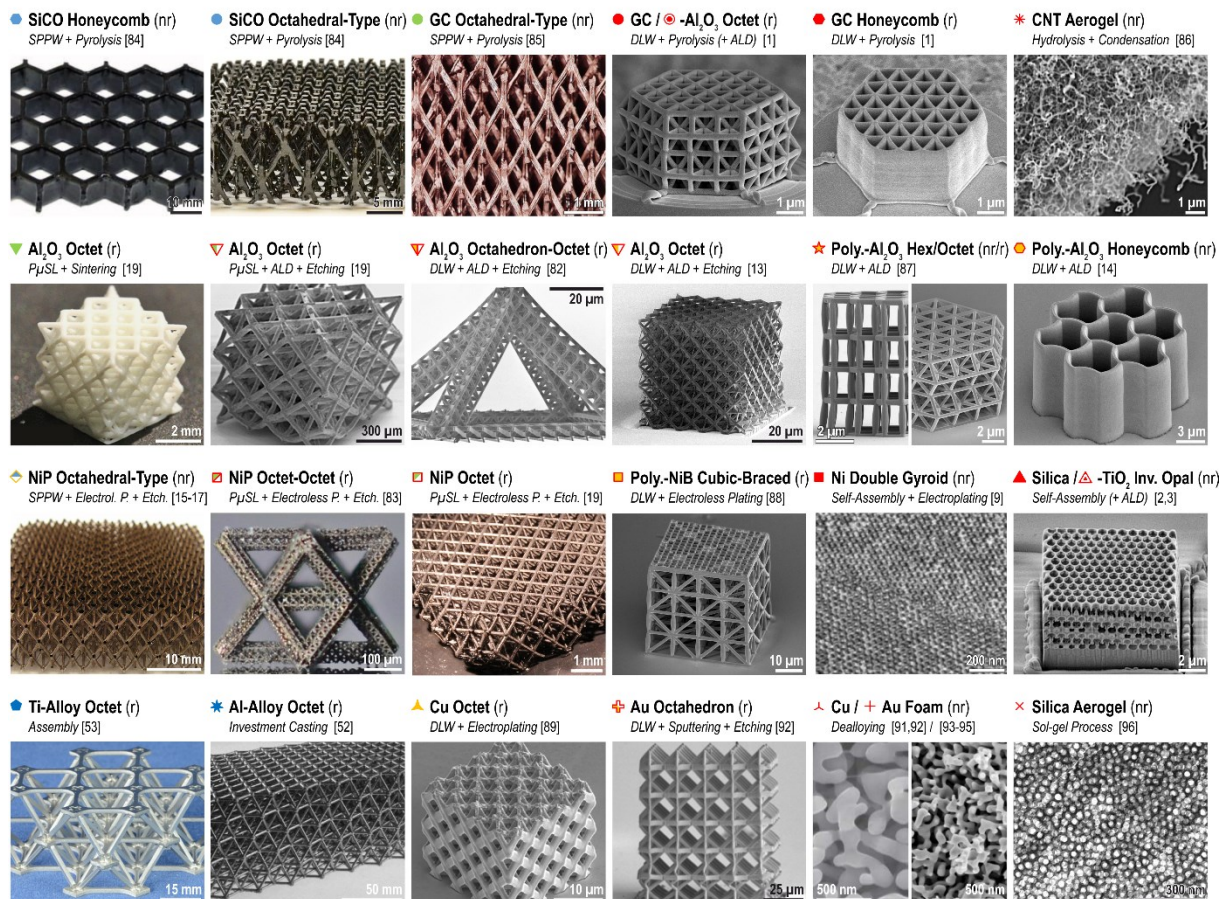 SiCO Honeycomb (nr)
SPPW + Pyrolysis [84]
10 mm
SiCO Octahedral-Type (nr)
SPPW + Pyrolysis [84]
5 mm
GC Octahedral-Type (nr)
SPPW + Pyrolysis [85]
1 mm
GC / -Al₂O₃ Octet (r)
DLW + Pyrolysis (+ ALD) [1]
1 µm
GC Honeycomb (r)
DLW + Pyrolysis [1]
1 µm
CNT Aerogel (nr)
Hydrolysis + Condensation [86]
1 µm
Al₂O₃ Octet (r)
PµSL + Sintering [19]
2 mm
Al₂O₃ Octet (r)
PµSL + ALD + Etching [19]
300 µm
Al₂O₃ Octahedron-Octet (r)
DLW + ALD + Etching [82]
20 µm
Al₂O₃ Octet (r)
DLW + ALD + Etching [13]
20 µm
Poly.-Al₂O₃ Hex/Octet (nr/r)
DLW + ALD [87]
2 µm
2 µm
Poly.-Al₂O₃ Honeycomb (nr)
DLW + ALD [14]
3 µm
NiP Octahedral-Type (nr)
SPPW + Electrol. P. + Etch. [15-17]
10 mm
NiP Octet-Octet (r)
PµSL + Electroless P. + Etch. [83]
100 µm
NiP Octet (r)
PµSL + Electroless P. + Etch. [19]
1 mm
Poly.-NiB Cubic-Braced (r)
DLW + Electroless Plating [88]
10 µm
Ni Double Gyroid (nr)
Self-Assembly + Electroplating [9]
200 nm
Silica / -TiO₂ Inv. Opal (nr)
Self-Assembly (+ ALD) [2,3]
2 µm
Ti-Alloy Octet (r)
Assembly [53]
15 mm
Al-Alloy Octet (r)
Investment Casting [52]
50 mm
Cu Octet (r)
DLW + Electroplating [89]
10 µm
Au Octahedron (r)
DLW + Sputtering + Etching [92]
25 µm
Cu / Au Foam (nr)
Dealloying [91,92] / [93-95]
500 nm
500 nm
Silica Aerogel (nr)
Sol-gel Process [96]
300 nm